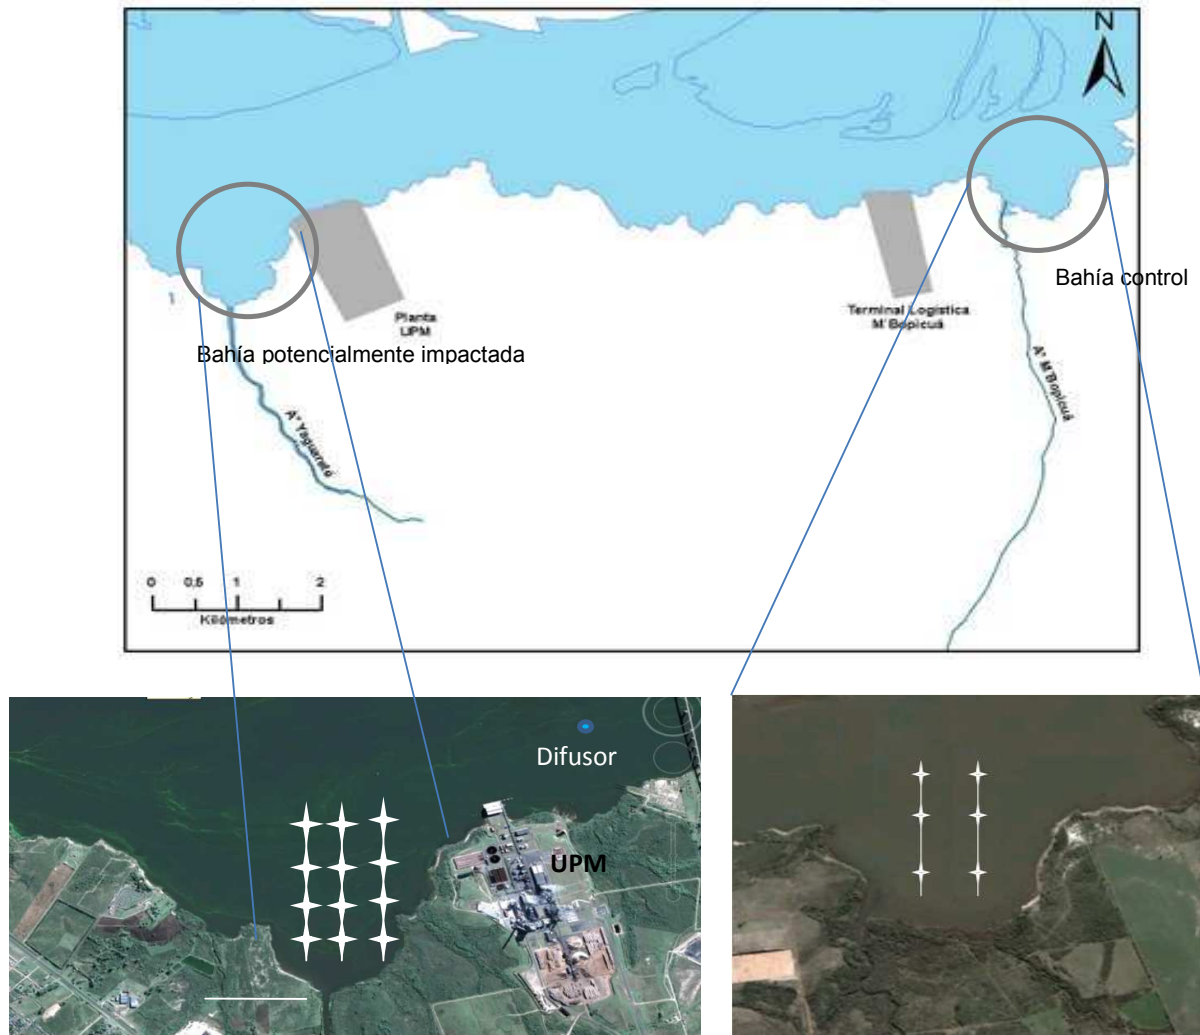 N
Bahía control
Planta
UPM
Terminal Logística
M'Bopicuá
Bahía potencialmente impactada
Aº M'Bopicuá
Aº Yaguareté
0 0,5 1 2
Kilómetros
Difusor
UPM